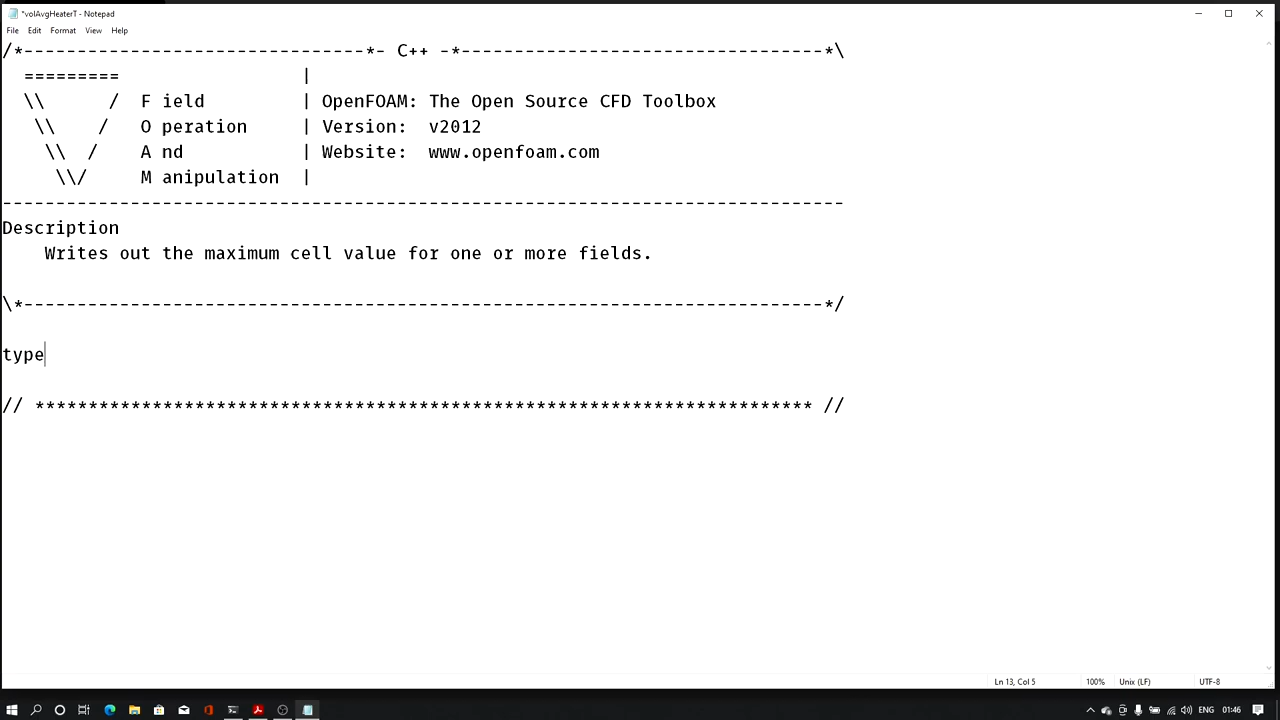 *volAvgHeaterT - Notepad
File Edit Format View Help
/*--------------------------------*- C++ -*----------------------------------*\
  =========                 |
  \\      /  F ield         | OpenFOAM: The Open Source CFD Toolbox
   \\    /   O peration     | Version:  v2012
    \\  /    A nd           | Website:  www.openfoam.com
     \\/     M anipulation  |
-------------------------------------------------------------------------------
Description
    Writes out the maximum cell value for one or more fields.
\*---------------------------------------------------------------------------*/
type
// ************************************************************************* //
Ln 13, Col 5 100% Unix (LF) UTF-8
ENG 01:46